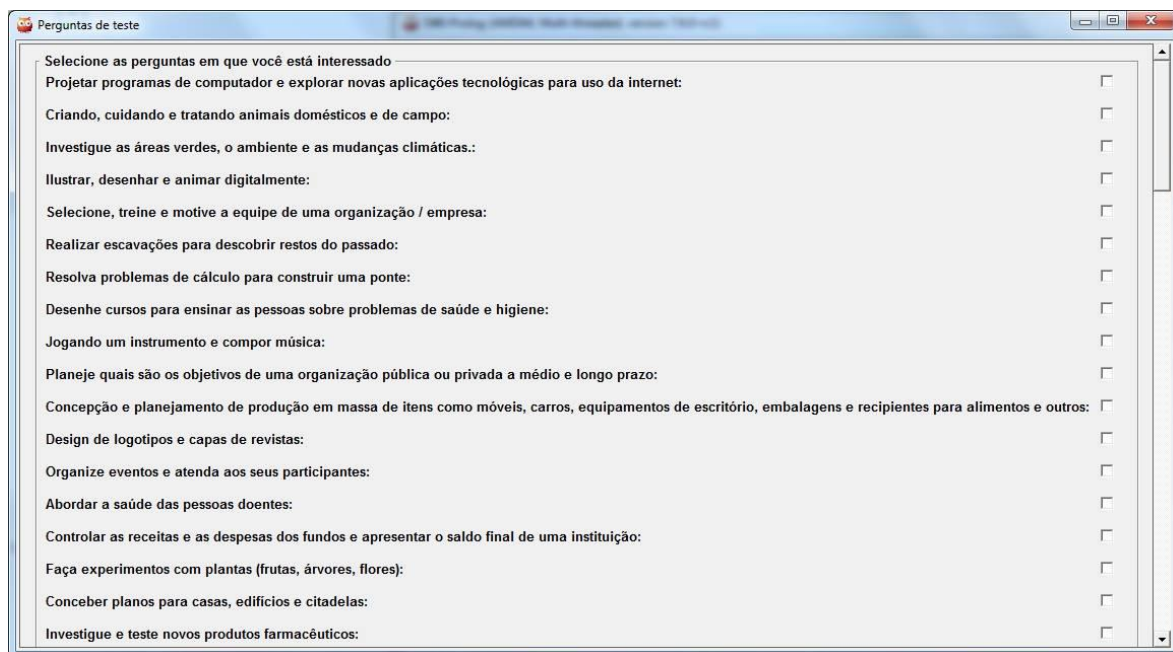 Perguntas de teste
Selecione as perguntas em que você está interessado
Projetar programas de computador e explorar novas aplicações tecnológicas para uso da internet:
Criando, cuidando e tratando animais domésticos e de campo:
Investigue as áreas verdes, o ambiente e as mudanças climáticas.:
Ilustrar, desenhar e animar digitalmente:
Selecione, treine e motive a equipe de uma organização / empresa:
Realizar escavações para descobrir restos do passado:
Resolva problemas de cálculo para construir uma ponte:
Desenhe cursos para ensinar as pessoas sobre problemas de saúde e higiene:
Jogando um instrumento e compor música:
Planeje quais são os objetivos de uma organização pública ou privada a médio e longo prazo:
Concepção e planejamento de produção em massa de itens como móveis, carros, equipamentos de escritório, embalagens e recipientes para alimentos e outros:
Design de logotipos e capas de revistas:
Organize eventos e atenda aos seus participantes:
Abordar a saúde das pessoas doentes:
Controlar as receitas e as despesas dos fundos e apresentar o saldo final de uma instituição:
Faça experimentos com plantas (frutas, árvores, flores):
Conceber planos para casas, edifícios e citadelas:
Investigue e teste novos produtos farmacêuticos: